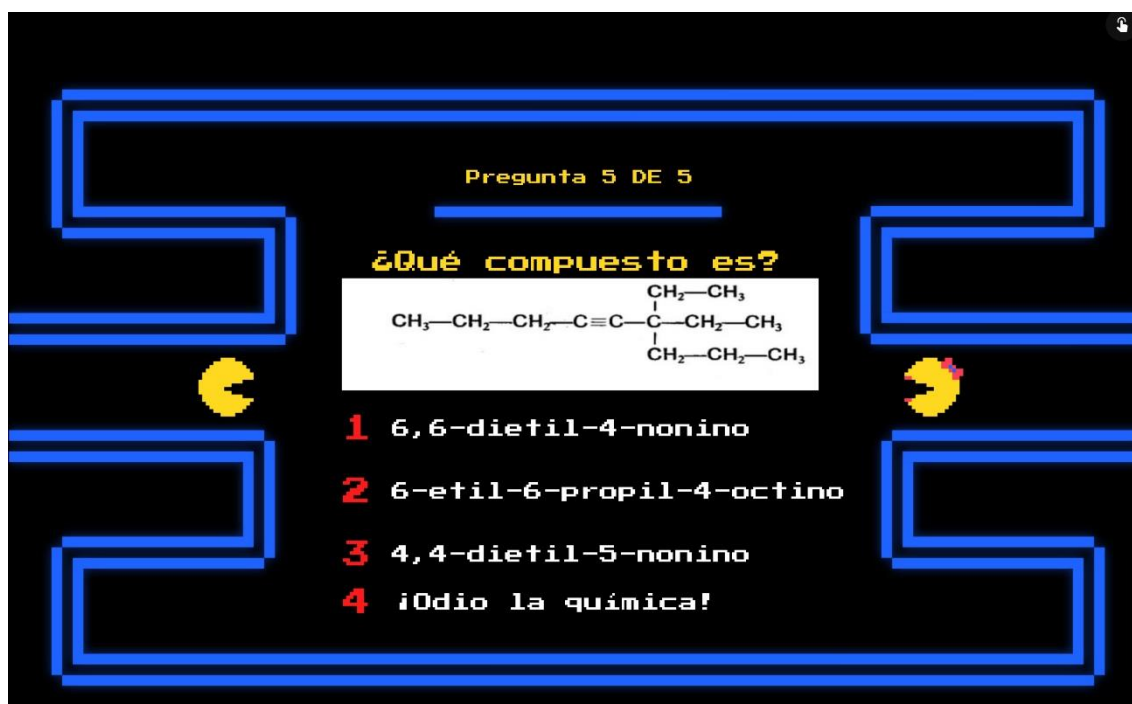 Pregunta 5 DE 5
¿Qué compuesto es?
CH₂—CH₃
CH₃—CH₂—CH₂—C≡C—C—CH₂—CH₃
CH₂—CH₂—CH₃
1 6,6-dietil-4-nonino
2 6-etil-6-propil-4-octino
3 4,4-dietil-5-nonino
4 ¡Odio la química!